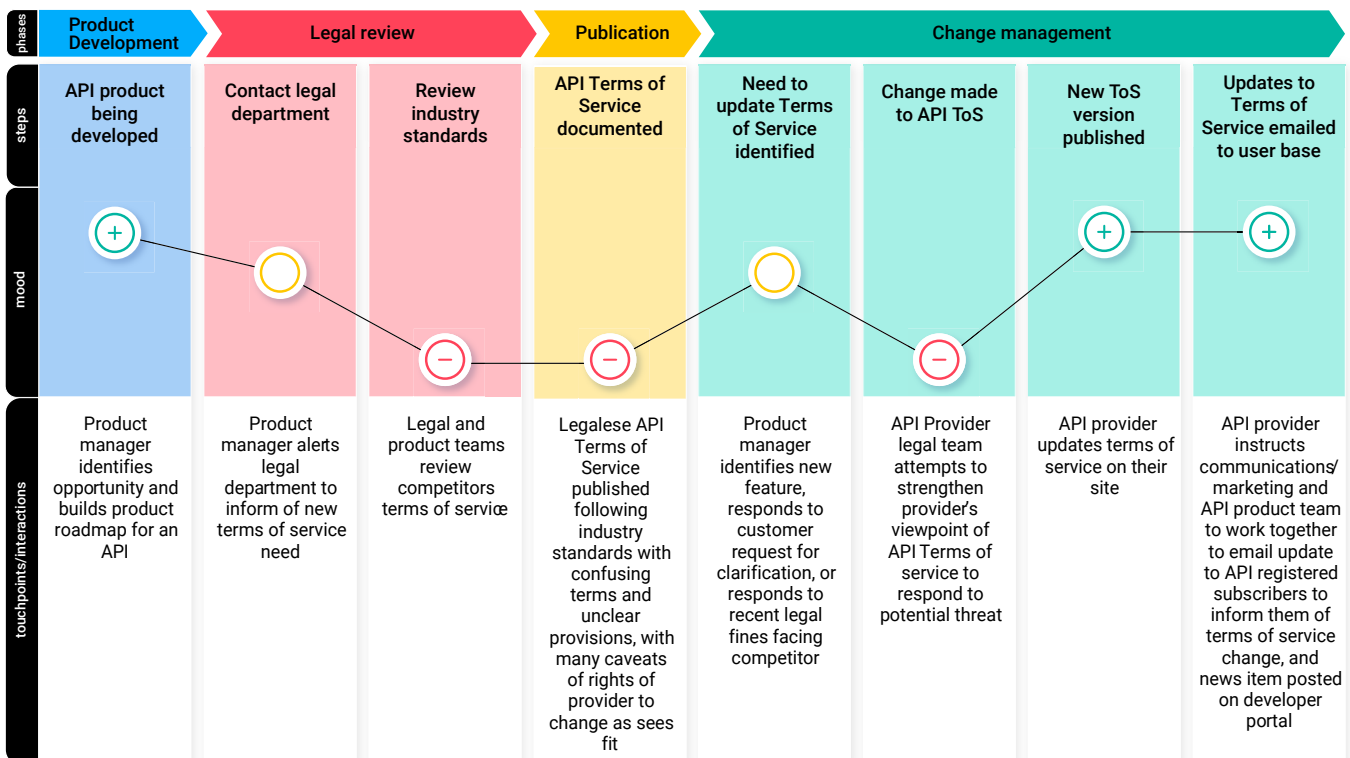 phases
Product
Development
Legal review
Publication
Change management
steps
API product
being
developed
Contact legal
department
Review
industry
standards
API Terms of
Service
documented
Need to
update Terms
of Service
identified
Change made
to API ToS
New ToS
version
published
Updates to
Terms of
Service emailed
to user base
mood
touchpoints/interactions
Product
manager
identifies
opportunity and
builds product
roadmap for an
API
Product
manager alerts
legal
department to
inform of new
terms of service
need
Legal and
product teams
review
competitors
terms of service
Legalese API
Terms of
Service
published
following
industry
standards with
confusing
terms and
unclear
provisions, with
many caveats
of rights of
provider to
change as sees
fit
Product
manager
identifies new
feature,
responds to
customer
request for
clarification, or
responds to
recent legal
fines facing
competitor
API Provider
legal team
attempts to
strengthen
provider's
viewpoint of
API Terms of
service to
respond to
potential threat
API provider
updates terms of
service on their
site
API provider
instructs
communications/
marketing and
API product team
to work together
to email update
to API registered
subscribers to
inform them of
terms of service
change, and
news item posted
on developer
portal